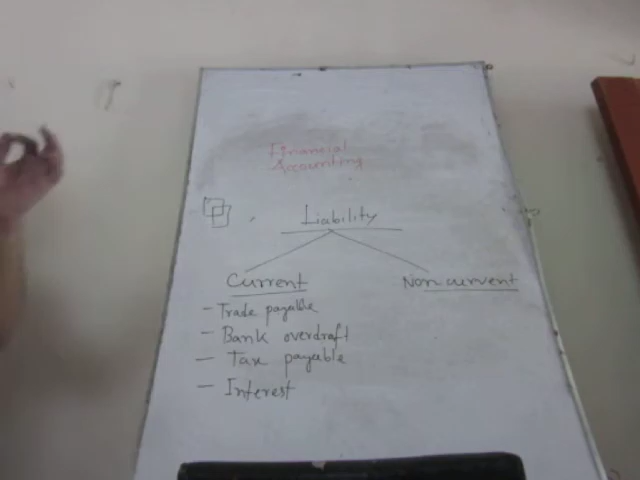 Financial
Accounting
Liability
Current
Non current
- Trade payable
- Bank overdraft
- Tax payable
- Interest